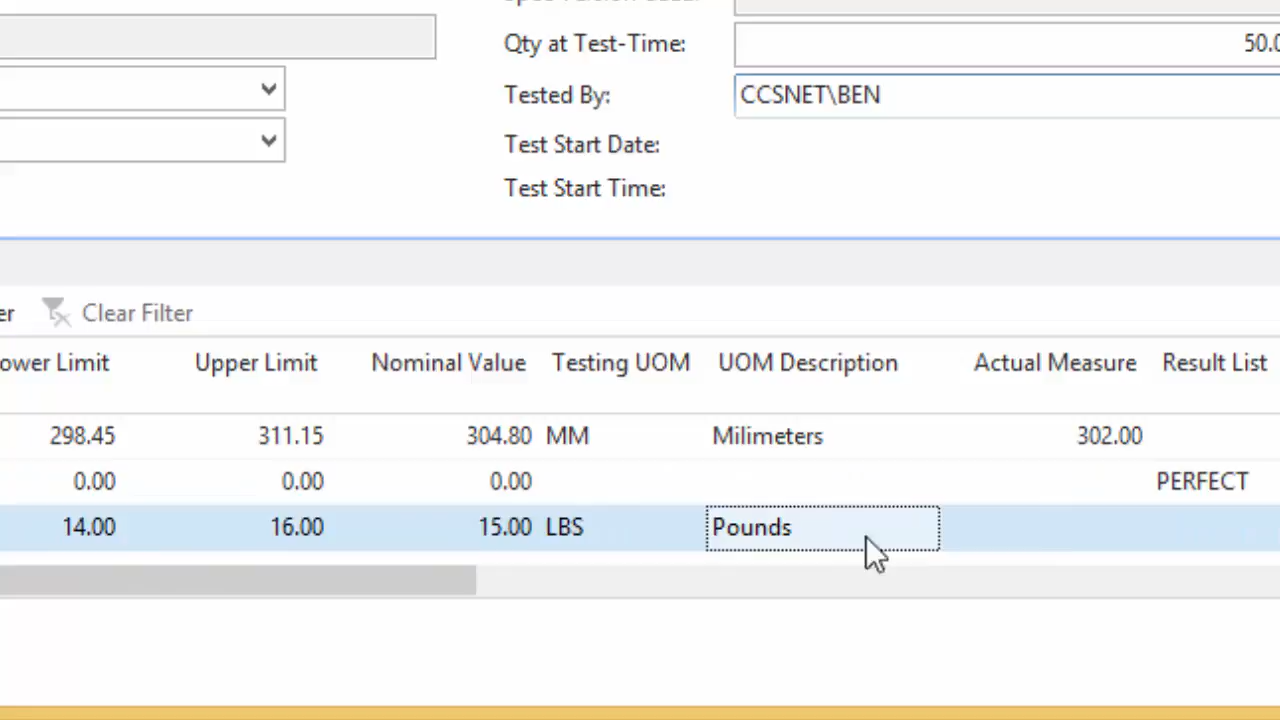 Qty at Test-Time: 50.0
Tested By: CCSNET\BEN
Test Start Date:
Test Start Time:
er Clear Filter
ower Limit Upper Limit Nominal Value Testing UOM UOM Description Actual Measure Result List
298.45 311.15 304.80 MM Milimeters 302.00
0.00 0.00 0.00 PERFECT
14.00 16.00 15.00 LBS Pounds